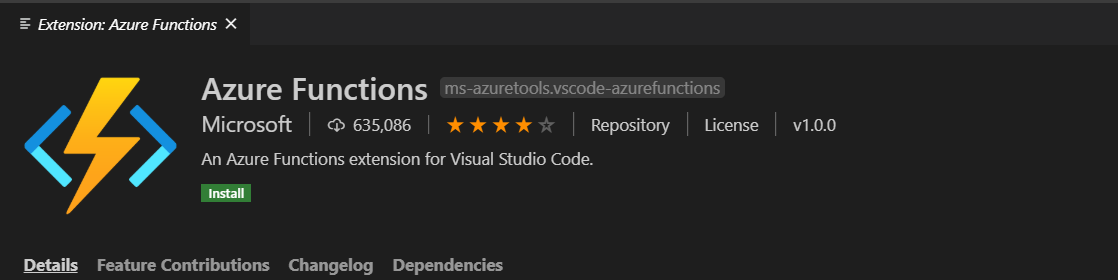 Extension: Azure Functions
Azure Functions ms-azuretools.vscode-azurefunctions
Microsoft 635,086 Repository License v1.0.0
An Azure Functions extension for Visual Studio Code.
Install
Details Feature Contributions Changelog Dependencies